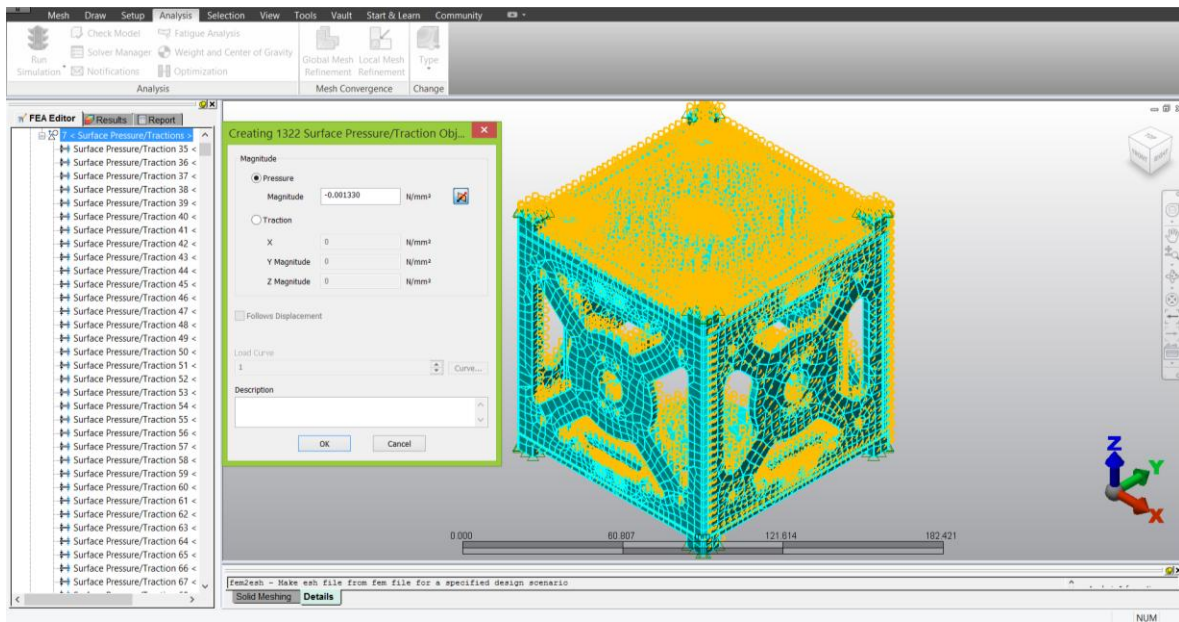 Mesh Draw Setup Analysis Selection View Tools Vault Start & Learn Community
Run Simulation
Check Model
Solver Manager
Notifications
Fatigue Analysis
Weight and Center of Gravity
Optimization
Global Mesh Refinement
Local Mesh Refinement
Type
Analysis Mesh Convergence Change
FEA Editor Results Report
7 < Surface Pressure/Tractions >
Surface Pressure/Traction 35 <
Surface Pressure/Traction 36 <
Surface Pressure/Traction 37 <
Surface Pressure/Traction 38 <
Surface Pressure/Traction 39 <
Surface Pressure/Traction 40 <
Surface Pressure/Traction 41 <
Surface Pressure/Traction 42 <
Surface Pressure/Traction 43 <
Surface Pressure/Traction 44 <
Surface Pressure/Traction 45 <
Surface Pressure/Traction 46 <
Surface Pressure/Traction 47 <
Surface Pressure/Traction 48 <
Surface Pressure/Traction 49 <
Surface Pressure/Traction 50 <
Surface Pressure/Traction 51 <
Surface Pressure/Traction 52 <
Surface Pressure/Traction 53 <
Surface Pressure/Traction 54 <
Surface Pressure/Traction 55 <
Surface Pressure/Traction 56 <
Surface Pressure/Traction 57 <
Surface Pressure/Traction 58 <
Surface Pressure/Traction 59 <
Surface Pressure/Traction 60 <
Surface Pressure/Traction 61 <
Surface Pressure/Traction 62 <
Surface Pressure/Traction 63 <
Surface Pressure/Traction 64 <
Surface Pressure/Traction 65 <
Surface Pressure/Traction 66 <
Surface Pressure/Traction 67 <
Creating 1322 Surface Pressure/Traction Obj...
Magnitude
Pressure
Magnitude -0.001330 N/mm²
Traction
X 0 N/mm²
Y Magnitude 0 N/mm²
Z Magnitude 0 N/mm²
Follows Displacement
Load Curve
1 Curve...
Description
OK Cancel
TOP
FRONT RIGHT
Z
Y
X
0.000 60.807 121.614 182.421
fem2esh - Make esh file from fem file for a specified design scenario
Solid Meshing Details
NUM